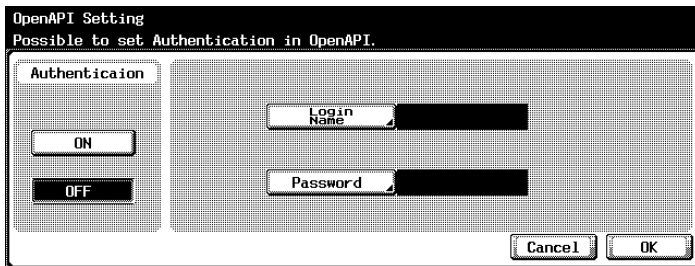 OpenAPI Setting
Possible to set Authentication in OpenAPI.
Authenticaion
Login
Name
ON
Password
OFF
Cancel
OK